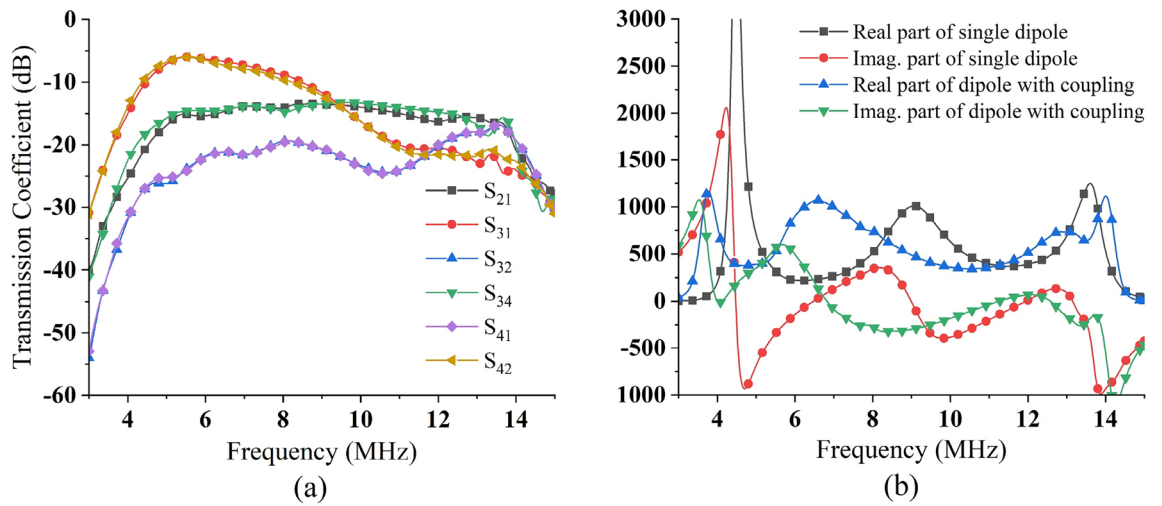 0
-10
-20
-30
-40
-50
-60
Transmission Coefficient (dB)
S21
S31
S32
S34
S41
S42
4
6
8
10
12
14
Frequency (MHz)
(a)
3000
2500
2000
1500
1000
500
0
-500
1000
Real part of single dipole
Imag. part of single dipole
Real part of dipole with coupling
Imag. part of dipole with coupling
4
6
8
10
12
14
Frequency (MHz)
(b)